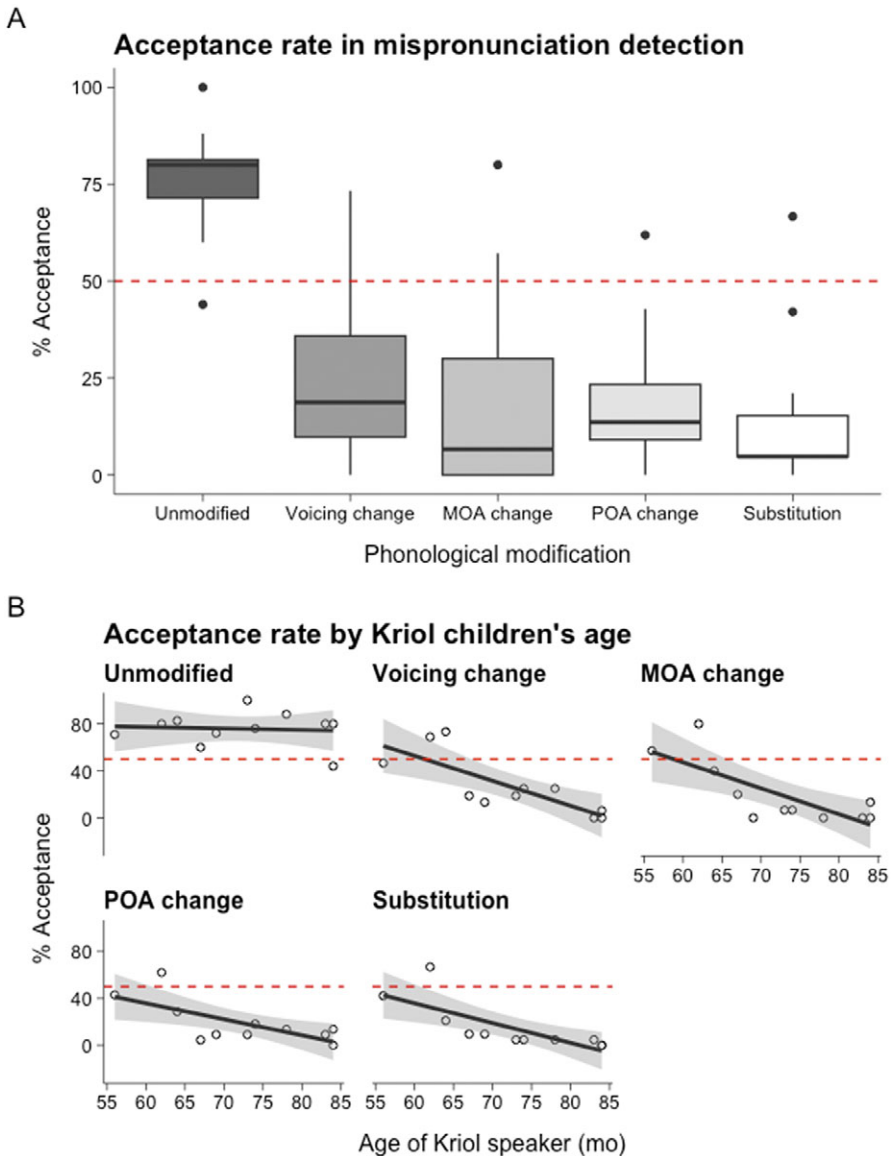 A
Acceptance rate in mispronunciation detection
100
75
50
25
0
% Acceptance
Unmodified Voicing change MOA change POA change Substitution
Phonological modification
B
Acceptance rate by Kriol children's age
Unmodified Voicing change MOA change
80
40
0
55 60 65 70 75 80 85
% Acceptance
POA change Substitution
80
40
0
55 60 65 70 75 80 85 55 60 65 70 75 80 85
Age of Kriol speaker (mo)